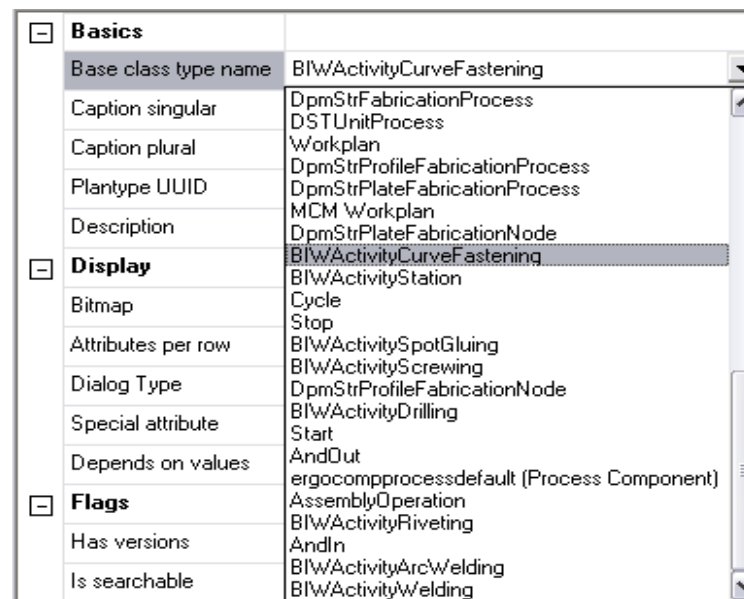 Basics
Base class type name
BIWActivityCurveFastening
Caption singular
Caption plural
Plantype UUID
Description
Display
Bitmap
Attributes per row
Dialog Type
Special attribute
Depends on values
Flags
Has versions
Is searchable
DpmStrFabricationProcess
DSTUnitProcess
Workplan
DpmStrProfileFabricationProcess
DpmStrPlateFabricationProcess
MCM Workplan
DpmStrPlateFabricationNode
BIWActivityCurveFastening
BIWActivityStation
Cycle
Stop
BIWActivitySpotGluing
BIWActivityScrewing
DpmStrProfileFabricationNode
BIWActivityDrilling
Start
AndOut
ergocompprocessdefault (Process Component)
AssemblyOperation
BIWActivityRiveting
AndIn
BIWActivityArcWelding
BIWActivityWelding